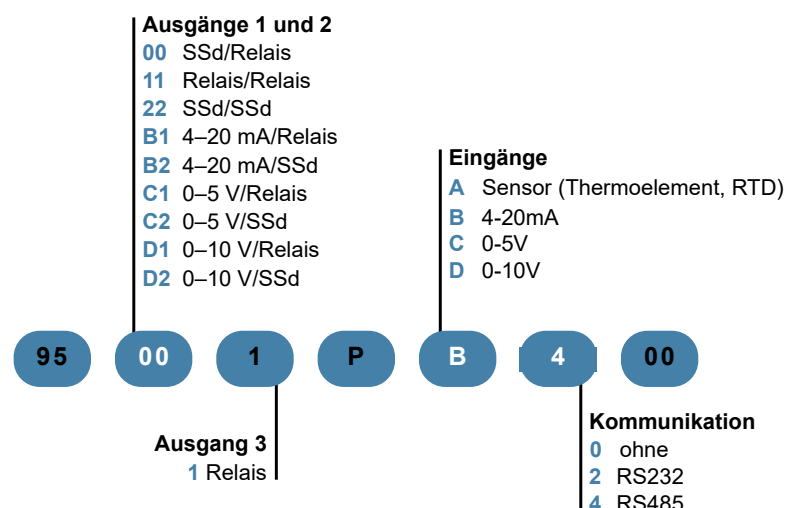 Ausgänge 1 und 2
00 SSd/Relais
11 Relais/Relais
22 SSd/SSd
B1 4–20 mA/Relais
B2 4–20 mA/SSd
C1 0–5 V/Relais
C2 0–5 V/SSd
D1 0–10 V/Relais
D2 0–10 V/SSd
Eingänge
A Sensor (Thermoelement, RTD)
B 4-20mA
C 0-5V
D 0-10V
95 00 1 P B 4 00
Ausgang 3
1 Relais
Kommunikation
0 ohne
2 RS232
4 RS485